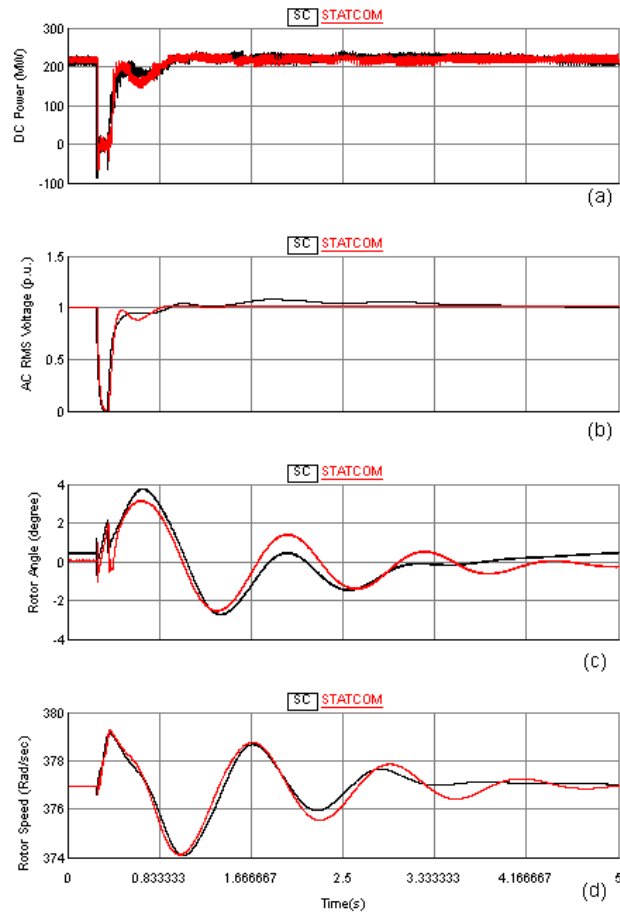 SC STATCOM
300
200
100
0
-100
DC Power (MW)
(a)
SC STATCOM
1.5
1
0.5
0
AC RMS Voltage (p.u.)
(b)
SC STATCOM
4
2
0
-2
-4
Rotor Angle (degree)
(c)
SC STATCOM
380
378
376
374
Rotor Speed (Rad/sec)
0 0.833333 1.666667 2.5 3.333333 4.166667 5
Time(s)
(d)